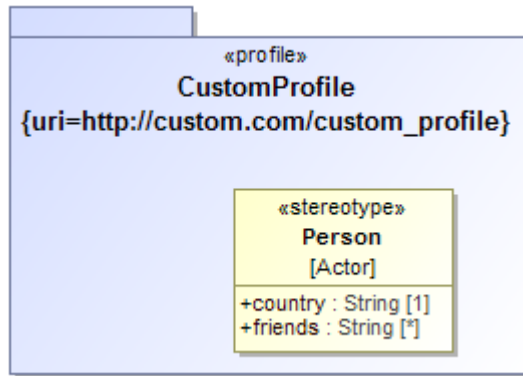 «profile»
CustomProfile
{uri=http://custom.com/custom_profile}
«stereotype»
Person
[Actor]
+country : String [1]
+friends : String [*]